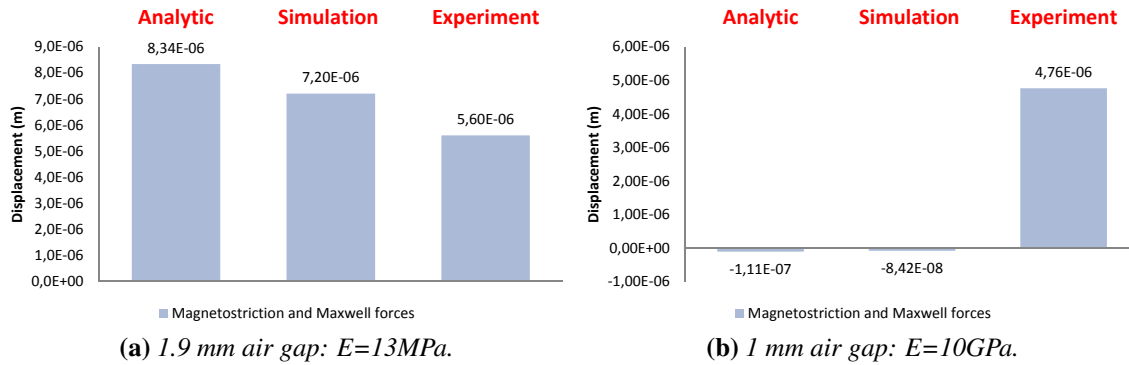 Analytic Simulation Experiment
9,0E-06
8,0E-06
7,0E-06
6,0E-06
5,0E-06
4,0E-06
3,0E-06
2,0E-06
1,0E-06
0,0E+00
Displacement (m)
8,34E-06
7,20E-06
5,60E-06
Magnetostriction and Maxwell forces
(a) 1.9 mm air gap: E=13MPa.
Analytic Simulation Experiment
6,00E-06
5,00E-06
4,00E-06
3,00E-06
2,00E-06
1,00E-06
0,00E+00
-1,00E-06
Displacement (m)
-1,11E-07
-8,42E-08
4,76E-06
Magnetostriction and Maxwell forces
(b) 1 mm air gap: E=10GPa.